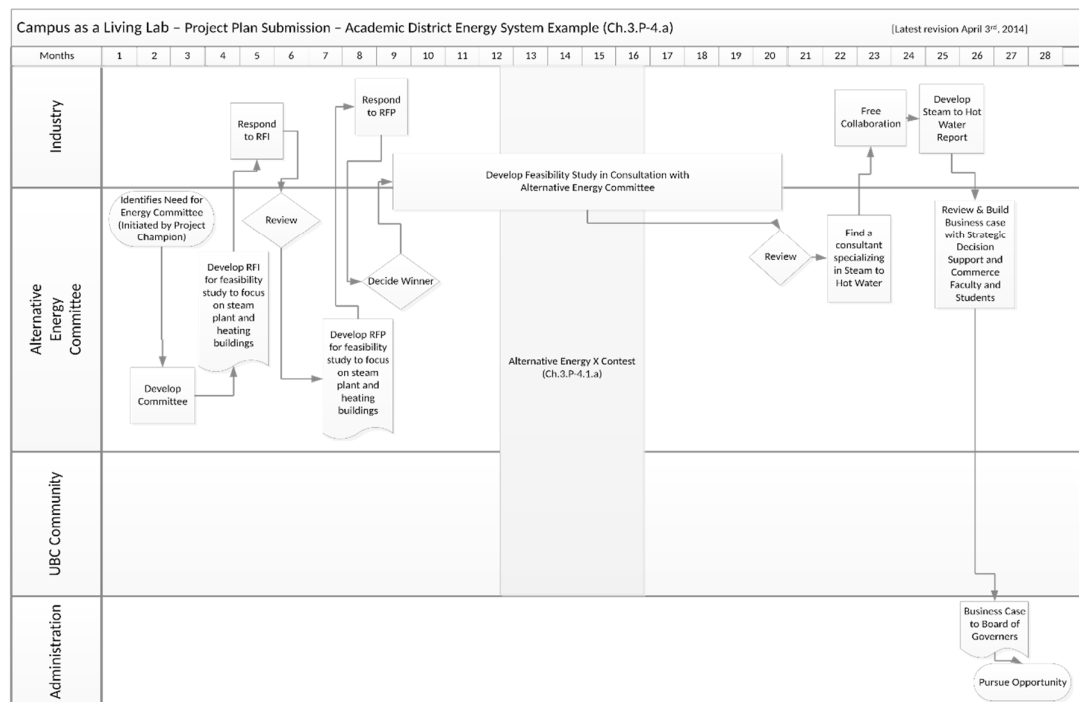 Campus as a Living Lab – Project Plan Submission – Academic District Energy System Example (Ch.3.P-4.a)
[Latest revision April 3rd, 2014]
Months 1 2 3 4 5 6 7 8 9 10 12 13 14 15 16 17 18 19 20 21 22 23 24 25 26 27 28
Industry
Respond
to RFI
Respond
to RFP
Develop Feasibility Study in Consultation with
Alternative Energy Committee
Free
Collaboration
Develop
Steam to Hot
Water
Report
Alternative
Energy
Committee
Identifies Need for
Energy Committee
(Initiated by Project
Champion)
Develop
Committee
Develop RFI
for feasibility
study to focus
on steam
plant and
heating
buildings
Review
Develop RFP
for feasibility
study to focus
on steam
plant and
heating
buildings
Decide Winner
Alternative Energy X Contest
(Ch.3.P-4.1.a)
Review
Find a
consultant
specializing
in Steam to
Hot Water
Review & Build
Business case
with Strategic
Decision
Support and
Commerce
Faculty and
Students
UBC Community
Administration
Business Case
to Board of
Governers
Pursue Opportunity